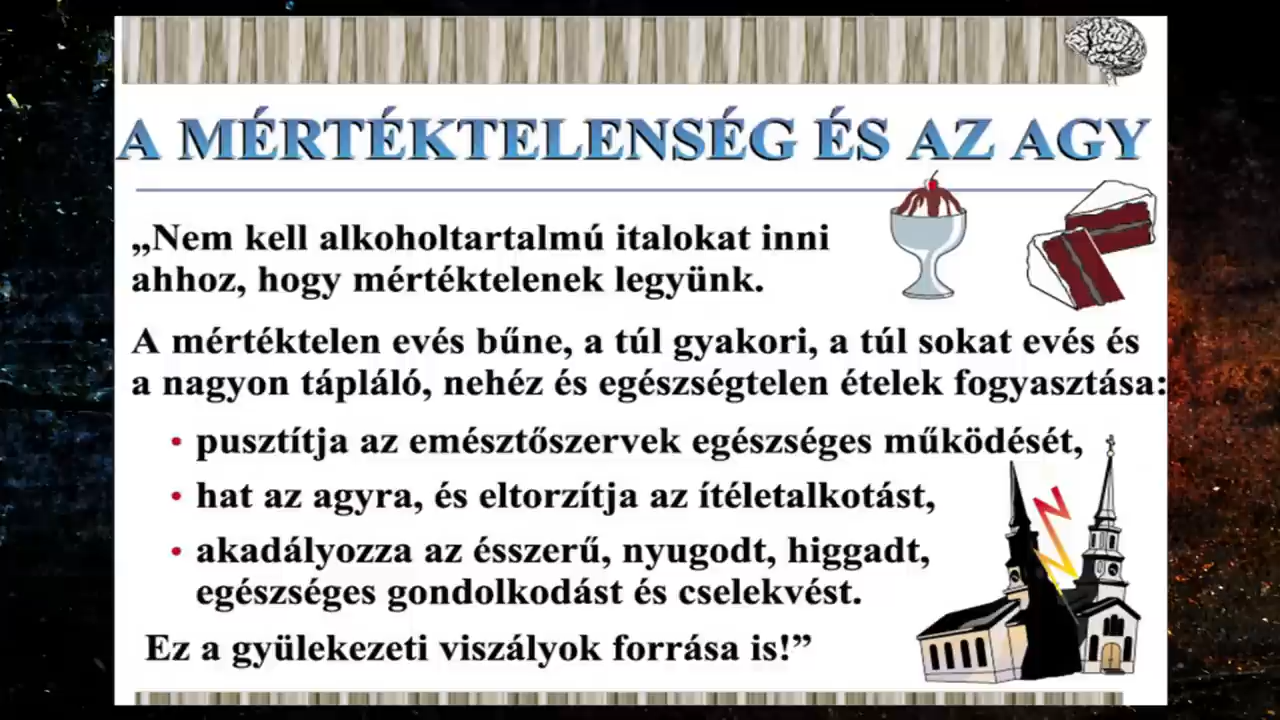 A MÉRTÉKTELENSÉG ÉS AZ AGY
„Nem kell alkoholtartalmú italokat inni
ahhoz, hogy mértéktelenek legyünk.
A mértéktelen evés bűne, a túl gyakori, a túl sokat evés és
a nagyon tápláló, nehéz és egészségtelen ételek fogyasztása:
• pusztítja az emésztőszervek egészséges működését,
• hat az agyra, és eltorzítja az ítéletalkotást,
• akadályozza az ésszerű, nyugodt, higgadt,
egészséges gondolkodást és cselekvést.
Ez a gyülekezeti viszályok forrása is!”